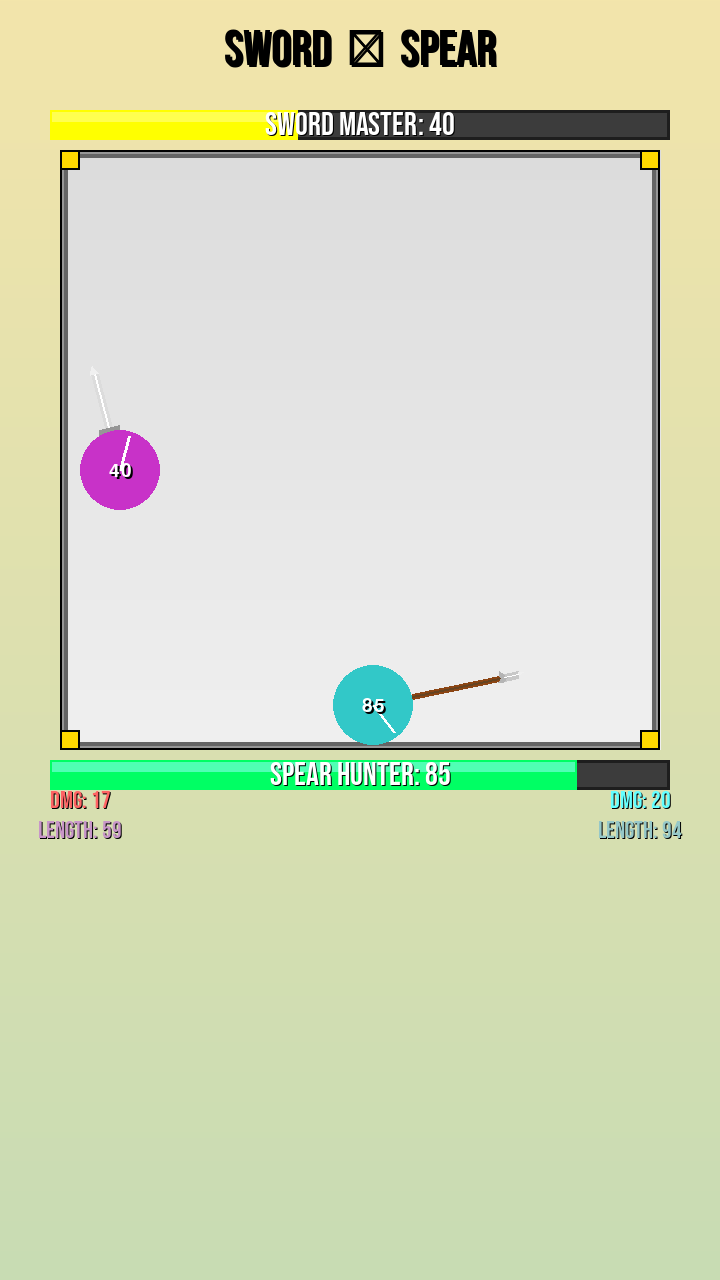 SWORD ☒ SPEAR
SWORD MASTER: 40
40
85
SPEAR HUNTER: 85
DMG: 17
DMG: 20
LENGTH: 59
LENGTH: 94